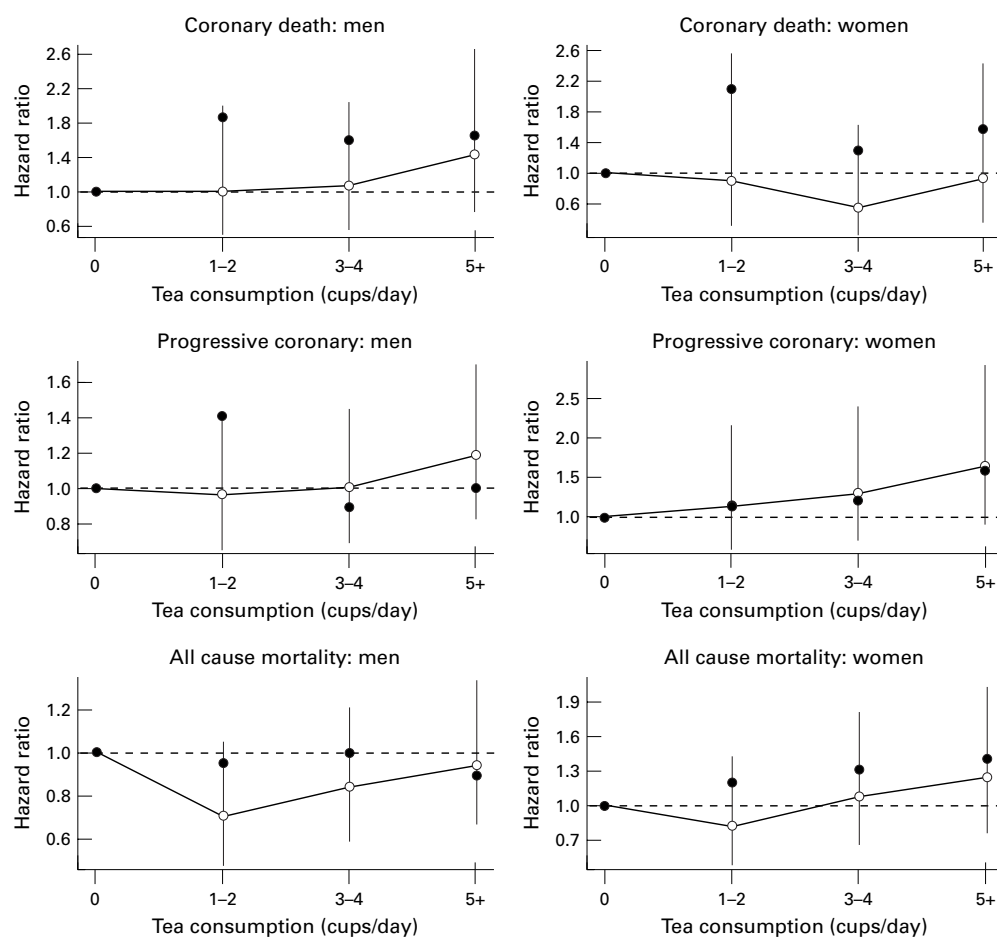 Coronary death: men
Hazard ratio
2.6
2.2
1.8
1.4
1.0
0.6
0 1–2 3–4 5+
Tea consumption (cups/day)
Coronary death: women
Hazard ratio
2.6
2.2
1.8
1.4
1.0
0.6
0 1–2 3–4 5+
Tea consumption (cups/day)
Progressive coronary: men
Hazard ratio
1.6
1.4
1.2
1.0
0.8
0 1–2 3–4 5+
Tea consumption (cups/day)
Progressive coronary: women
Hazard ratio
2.5
2.0
1.5
1.0
0 1–2 3–4 5+
Tea consumption (cups/day)
All cause mortality: men
Hazard ratio
1.2
1.0
0.8
0.6
0 1–2 3–4 5+
Tea consumption (cups/day)
All cause mortality: women
Hazard ratio
1.9
1.6
1.3
1.0
0.7
0 1–2 3–4 5+
Tea consumption (cups/day)